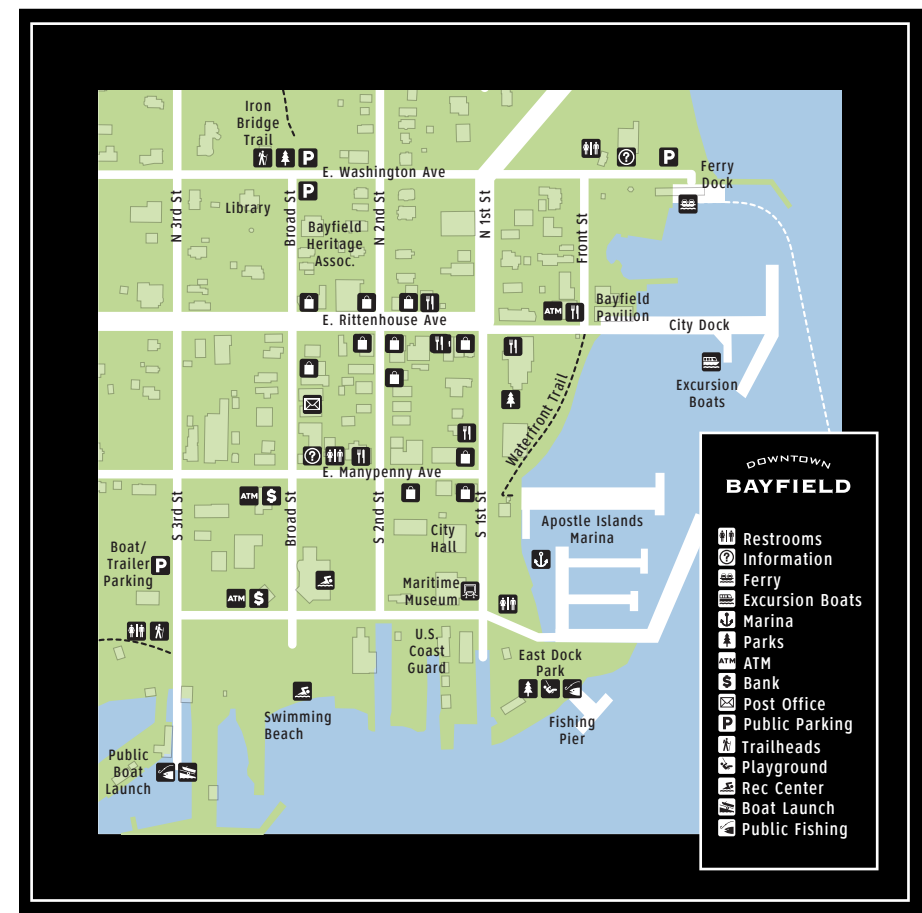 Iron
Bridge
Trail
P
P
E. Washington Ave
?
P
Ferry
Dock
Library
N 3rd St
Broad St
Bayfield
Heritage
Assoc.
N 2nd St
N 1st St
Front St
ATM
Bayfield
Pavilion
E. Rittenhouse Ave
City Dock
Excursion
Boats
Waterfront Trail
?
E. Manypenny Ave
ATM $
S 3rd St
Broad St
S 2nd St
S 1st St
City
Hall
Apostle Islands
Marina
Boat/
Trailer
Parking
P
ATM $
Maritime
Museum
U.S.
Coast
Guard
East Dock
Park
Swimming
Beach
Fishing
Pier
Public
Boat
Launch
DOWNTOWN
BAYFIELD
Restrooms
? Information
Ferry
Excursion Boats
Marina
Parks
ATM ATM
$ Bank
Post Office
P Public Parking
Trailheads
Playground
Rec Center
Boat Launch
Public Fishing